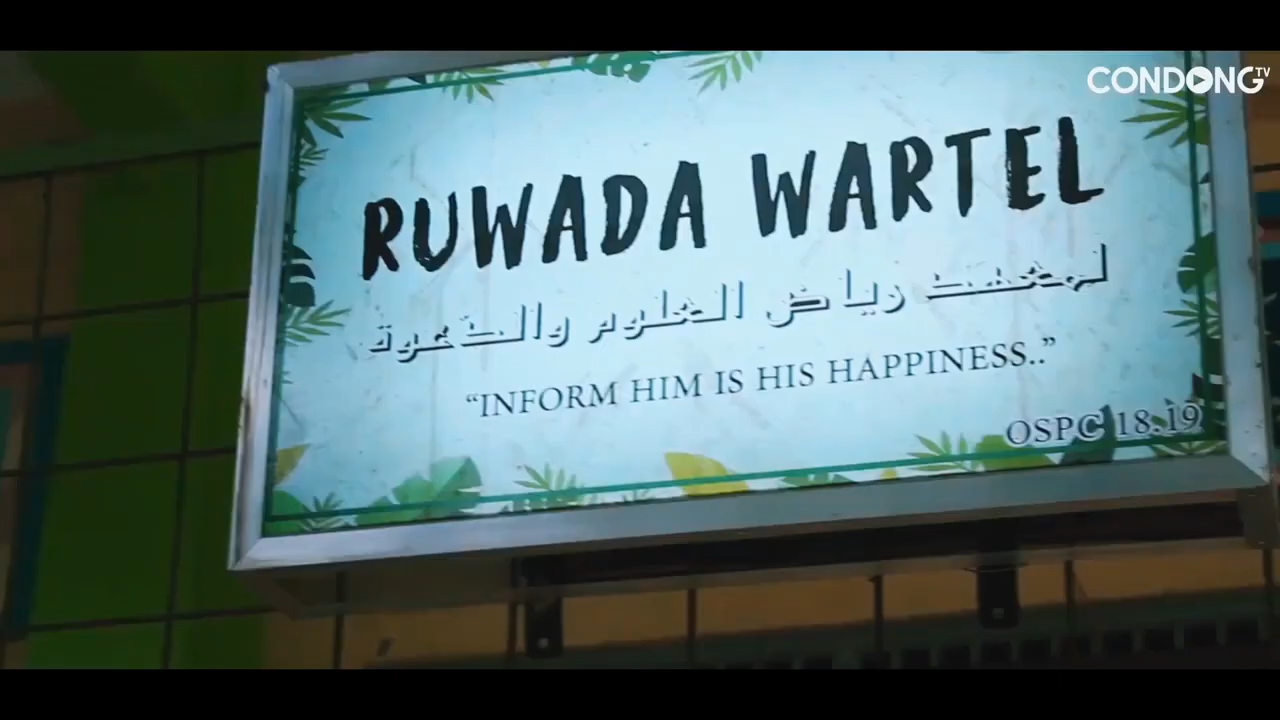 CONDONG TV
RUWADA WARTEL
لمعهد رياض العلوم والدعوة
“INFORM HIM IS HIS HAPPINESS..”
OSPC 18.19